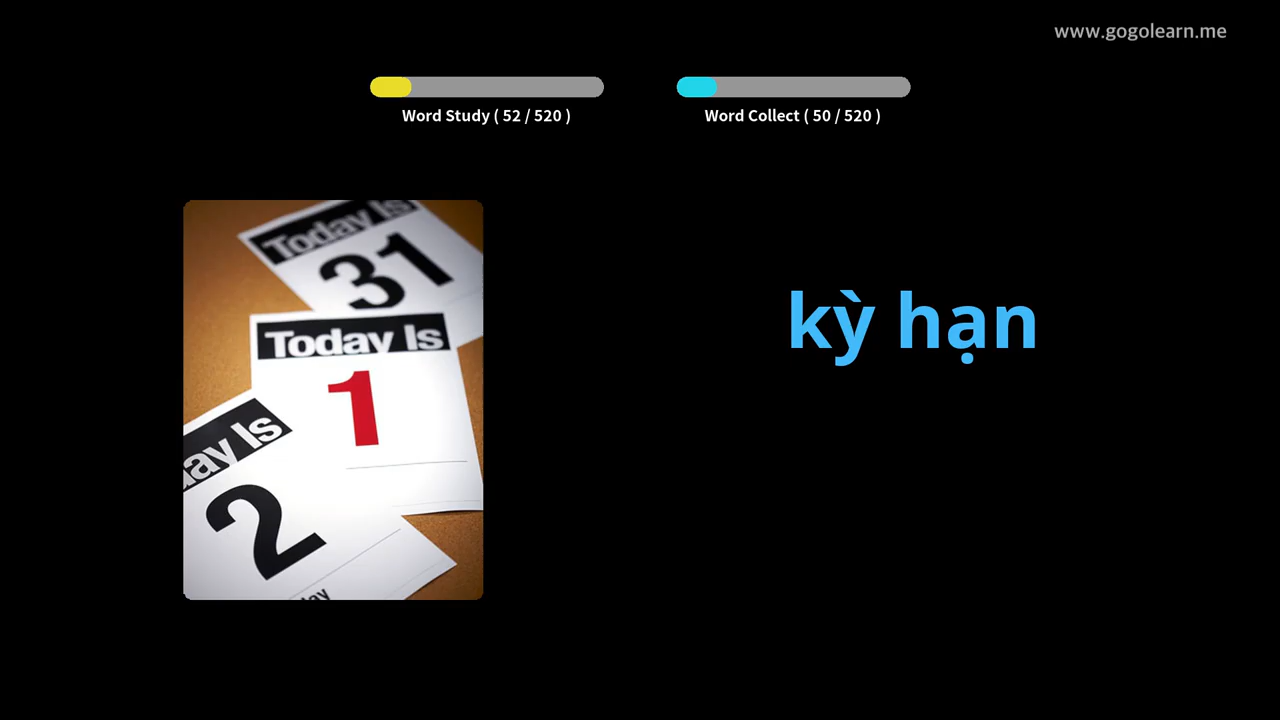 www.gogolearn.me
Word Study ( 52 / 520 )
Word Collect ( 50 / 520 )
Today Is
31
Today Is
1
ay Is
2
kỳ hạn